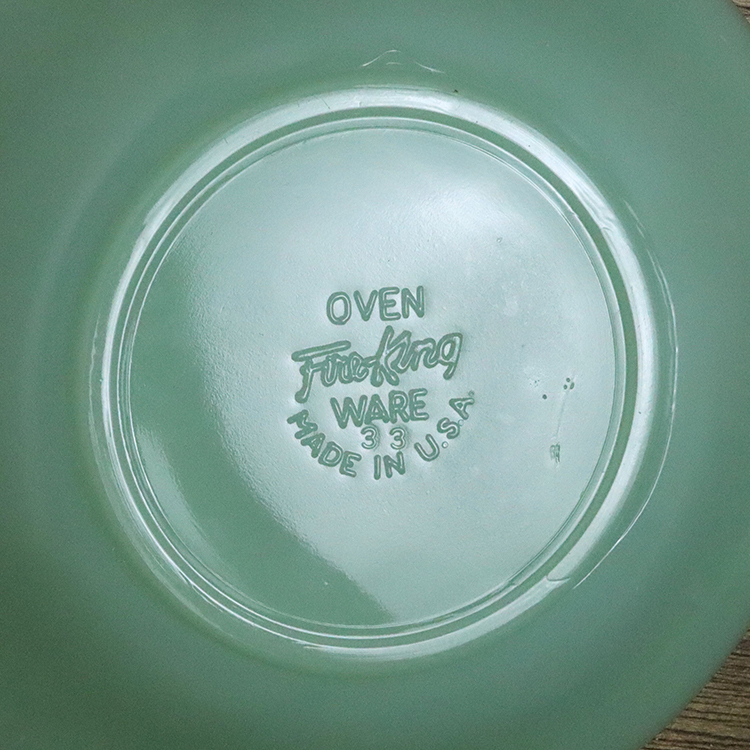 OVEN
Fire-King
WARE
33
MADE IN U.S.A.